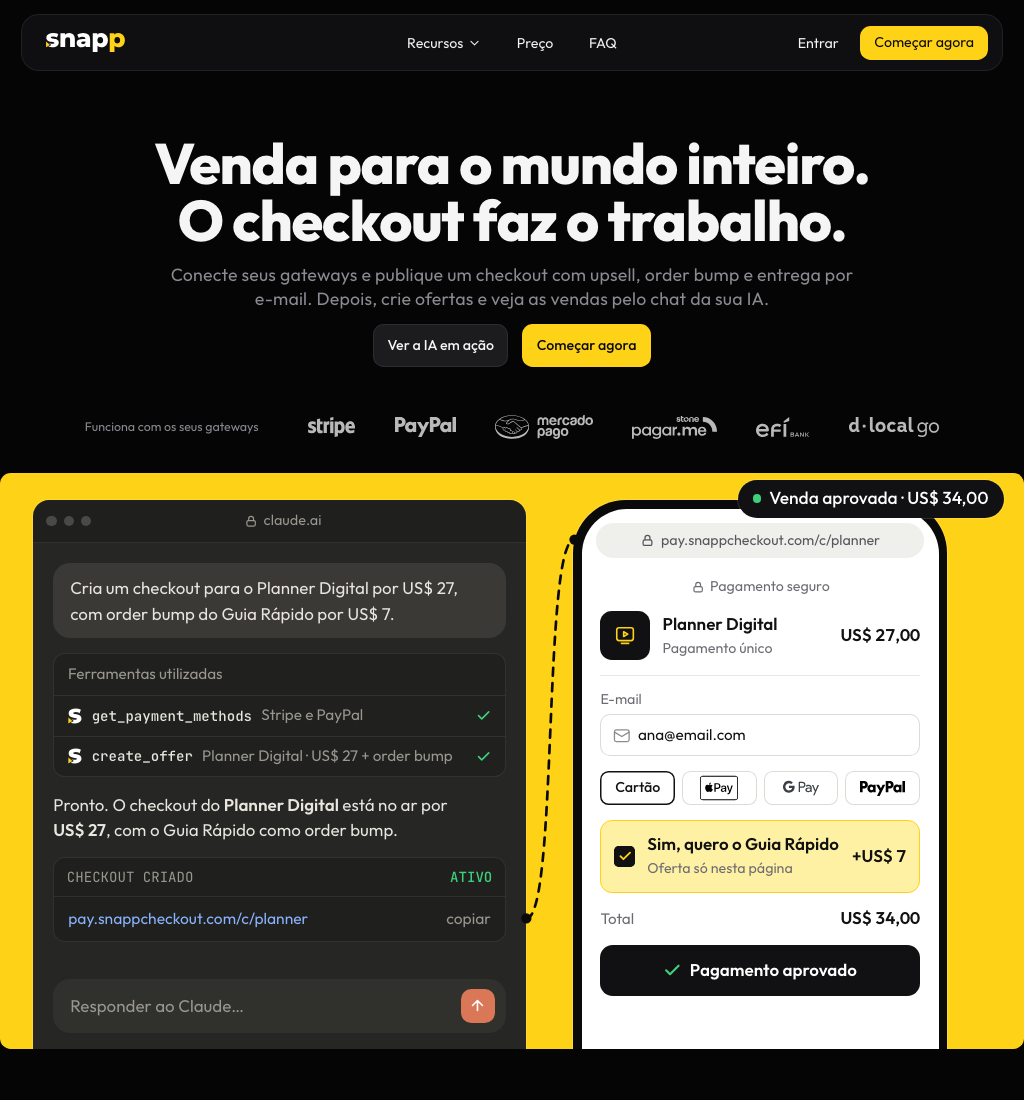 snapp
Recursos
Preço
FAQ
Entrar
Começar agora
Venda para o mundo inteiro.
O checkout faz o trabalho.
Conecte seus gateways e publique um checkout com upsell, order bump e entrega por
e-mail. Depois, crie ofertas e veja as vendas pelo chat da sua IA.
Ver a IA em ação
Começar agora
Funciona com os seus gateways
stripe
PayPal
mercado
pago
stone
pagar.me
efí BANK
d·local go
claude.ai
Cria um checkout para o Planner Digital por US$ 27,
com order bump do Guia Rápido por US$ 7.
Ferramentas utilizadas
S get_payment_methods Stripe e PayPal
S create_offer Planner Digital · US$ 27 + order bump
Pronto. O checkout do Planner Digital está no ar por
US$ 27, com o Guia Rápido como order bump.
CHECKOUT CRIADO ATIVO
pay.snappcheckout.com/c/planner copiar
Responder ao Claude...
Venda aprovada · US$ 34,00
pay.snappcheckout.com/c/planner
Pagamento seguro
Planner Digital
Pagamento único
US$ 27,00
E-mail
ana@email.com
Cartão
Pay
G Pay
PayPal
Sim, quero o Guia Rápido
Oferta só nesta página
+US$ 7
Total US$ 34,00
Pagamento aprovado